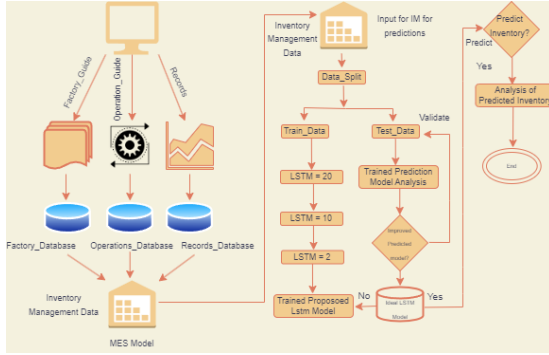 Factory_Guide
Operation_Guide
Records
Factory_Database
Operations_Database
Records_Database
Inventory
Management Data
MES Model
Inventory
Management
Data
Input for IM for
predictions
Data_Split
Train_Data
Test_Data
Validate
LSTM = 20
LSTM = 10
LSTM = 2
Trained Proposoed
Lstm Model
Trained Prediction
Model Analysis
Improved
Predicted
model?
No
Yes
LSTM
Model
Predict
Predict
Inventory?
Yes
Analysis of
Predicted Inventory
End